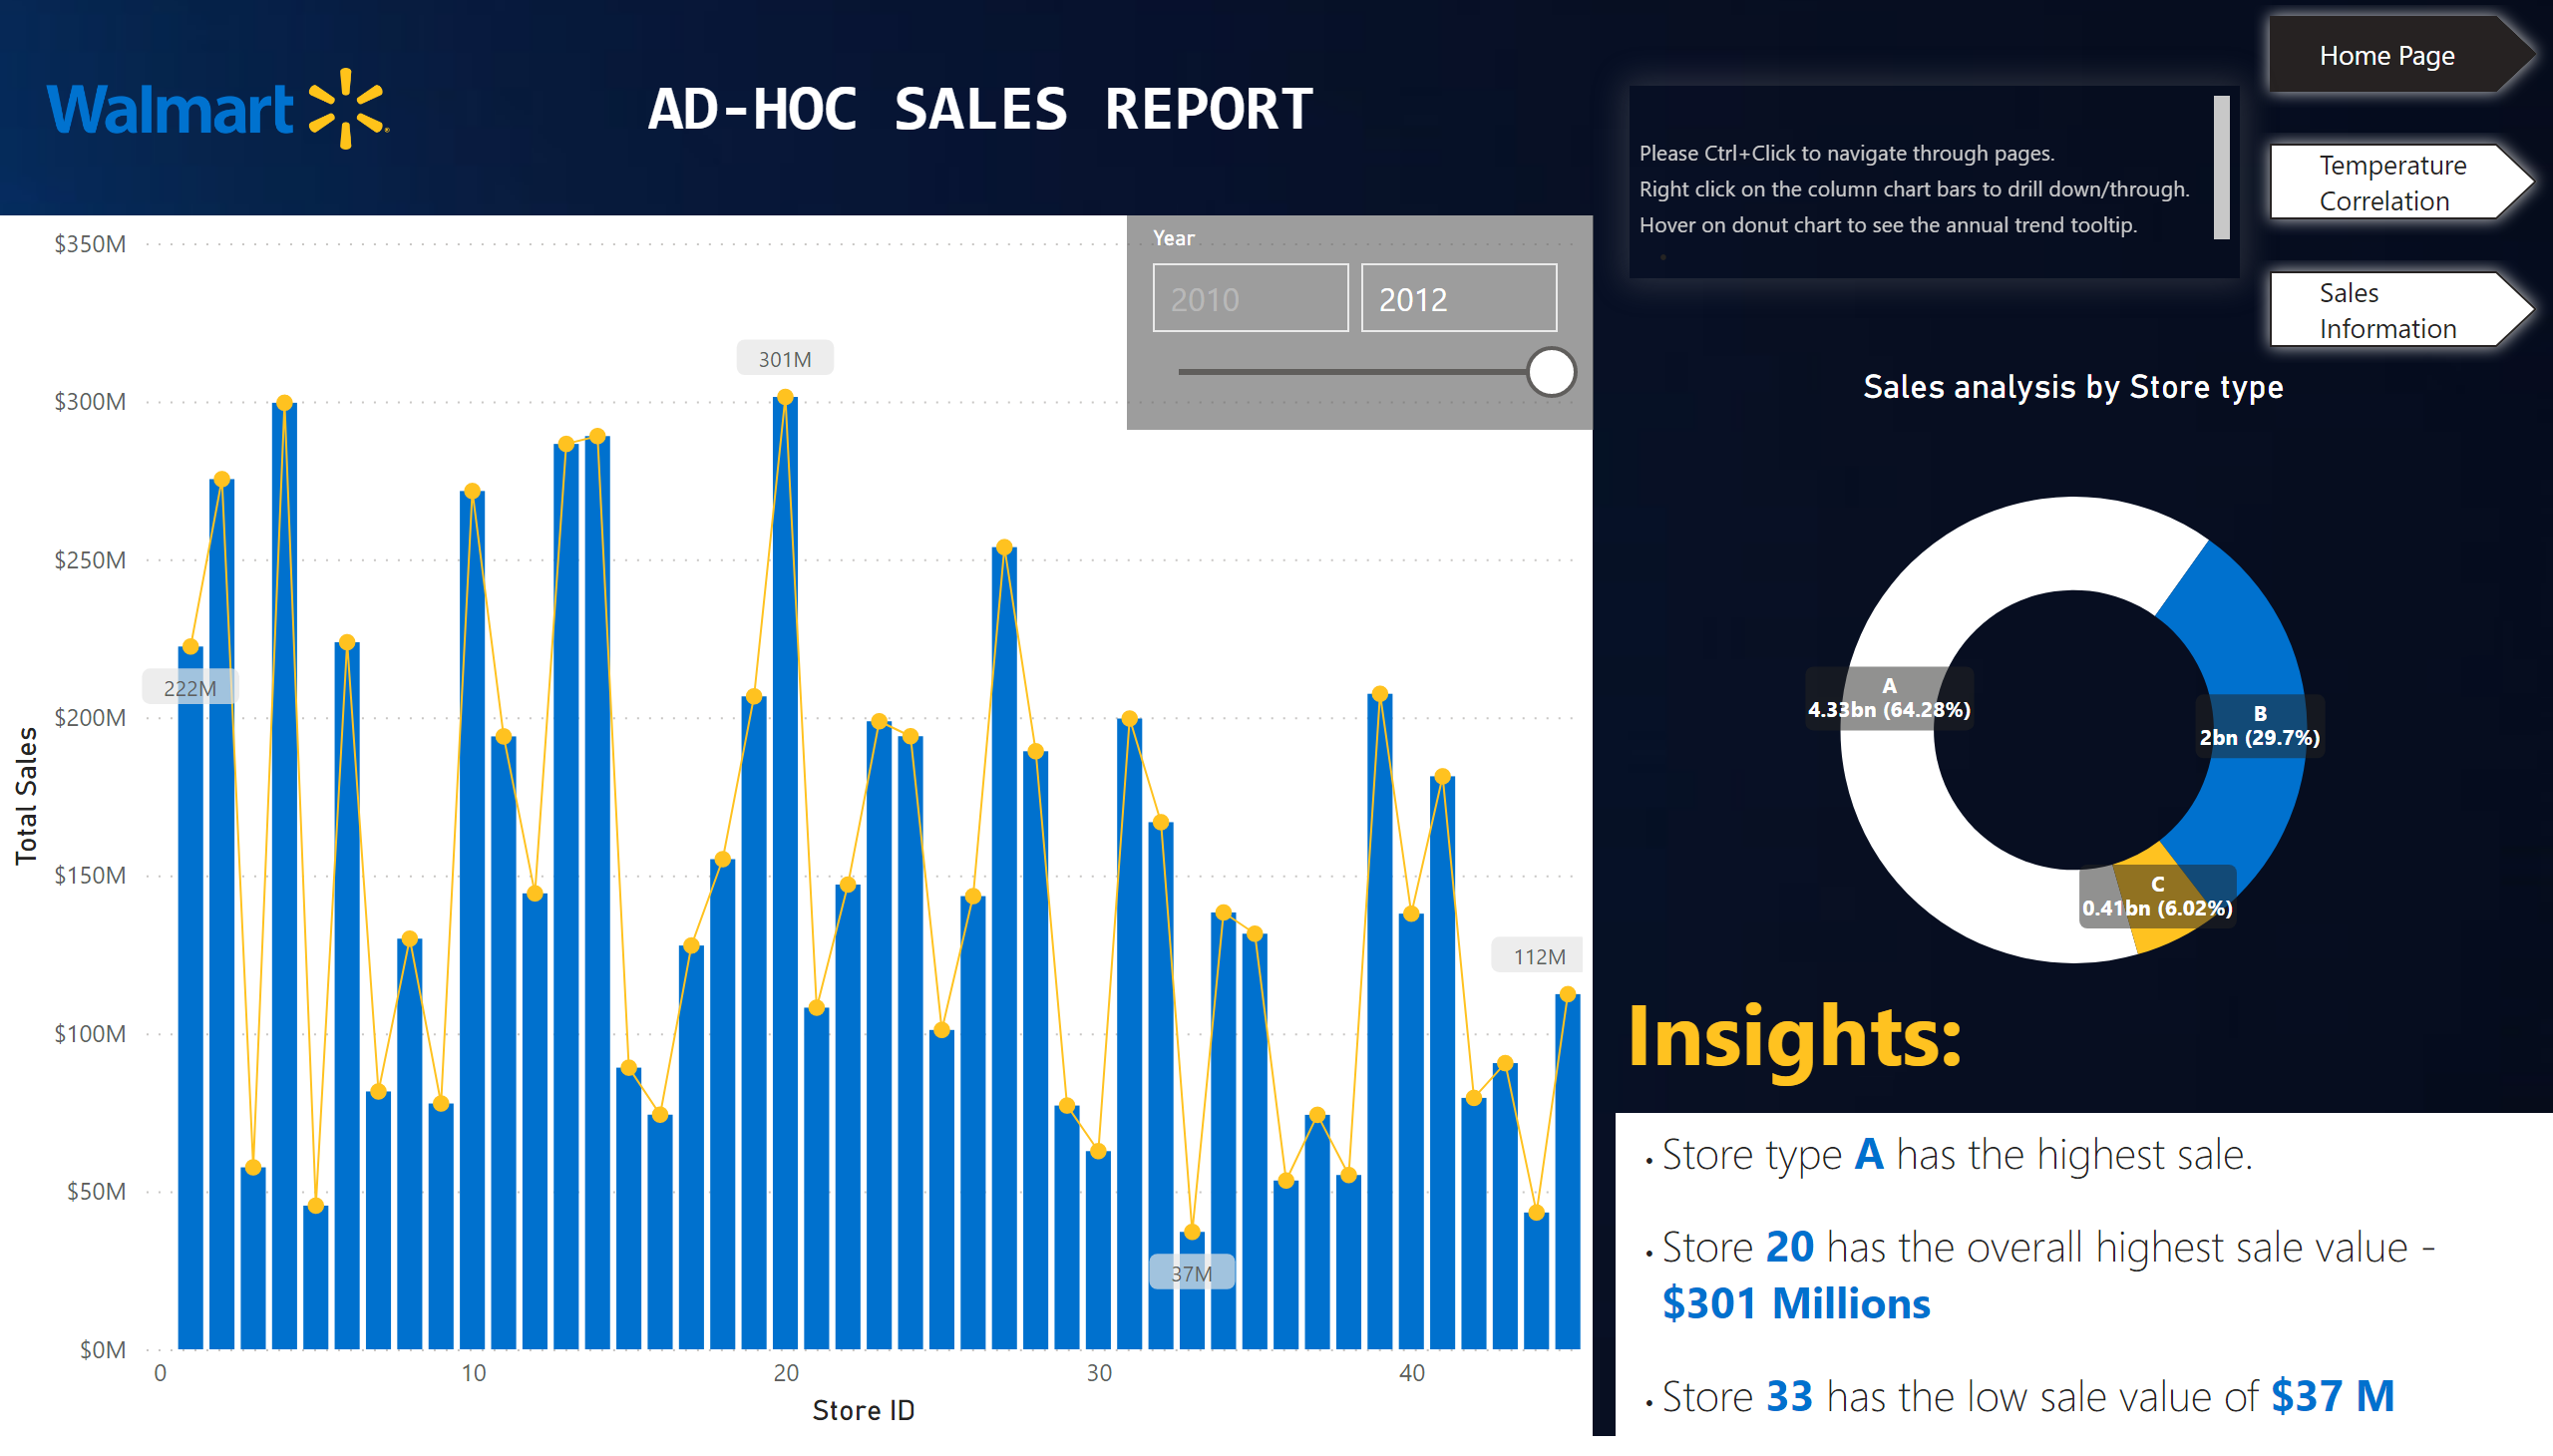 Walmart
AD-HOC SALES REPORT
Home Page
Temperature
Correlation
Sales
Information
Please Ctrl+Click to navigate through pages.
Right click on the column chart bars to drill down/through.
Hover on donut chart to see the annual trend tooltip.
Year
2010
2012
$350M
$300M
$250M
$200M
$150M
$100M
$50M
$0M
Total Sales
222M
301M
37M
112M
0
10
20
30
40
Store ID
Sales analysis by Store type
A
4.33bn (64.28%)
B
2bn (29.7%)
C
0.41bn (6.02%)
Insights:
• Store type A has the highest sale.
• Store 20 has the overall highest sale value -
$301 Millions
• Store 33 has the low sale value of $37 M